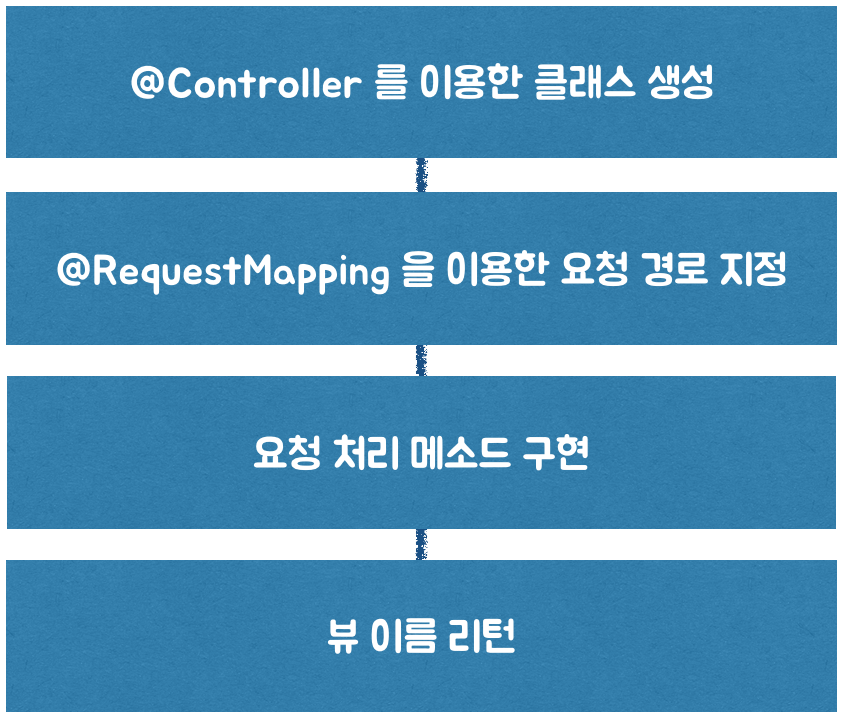 @Controller 를 이용한 클래스 생성
@RequestMapping 을 이용한 요청 경로 지정
요청 처리 메소드 구현
뷰 이름 리턴